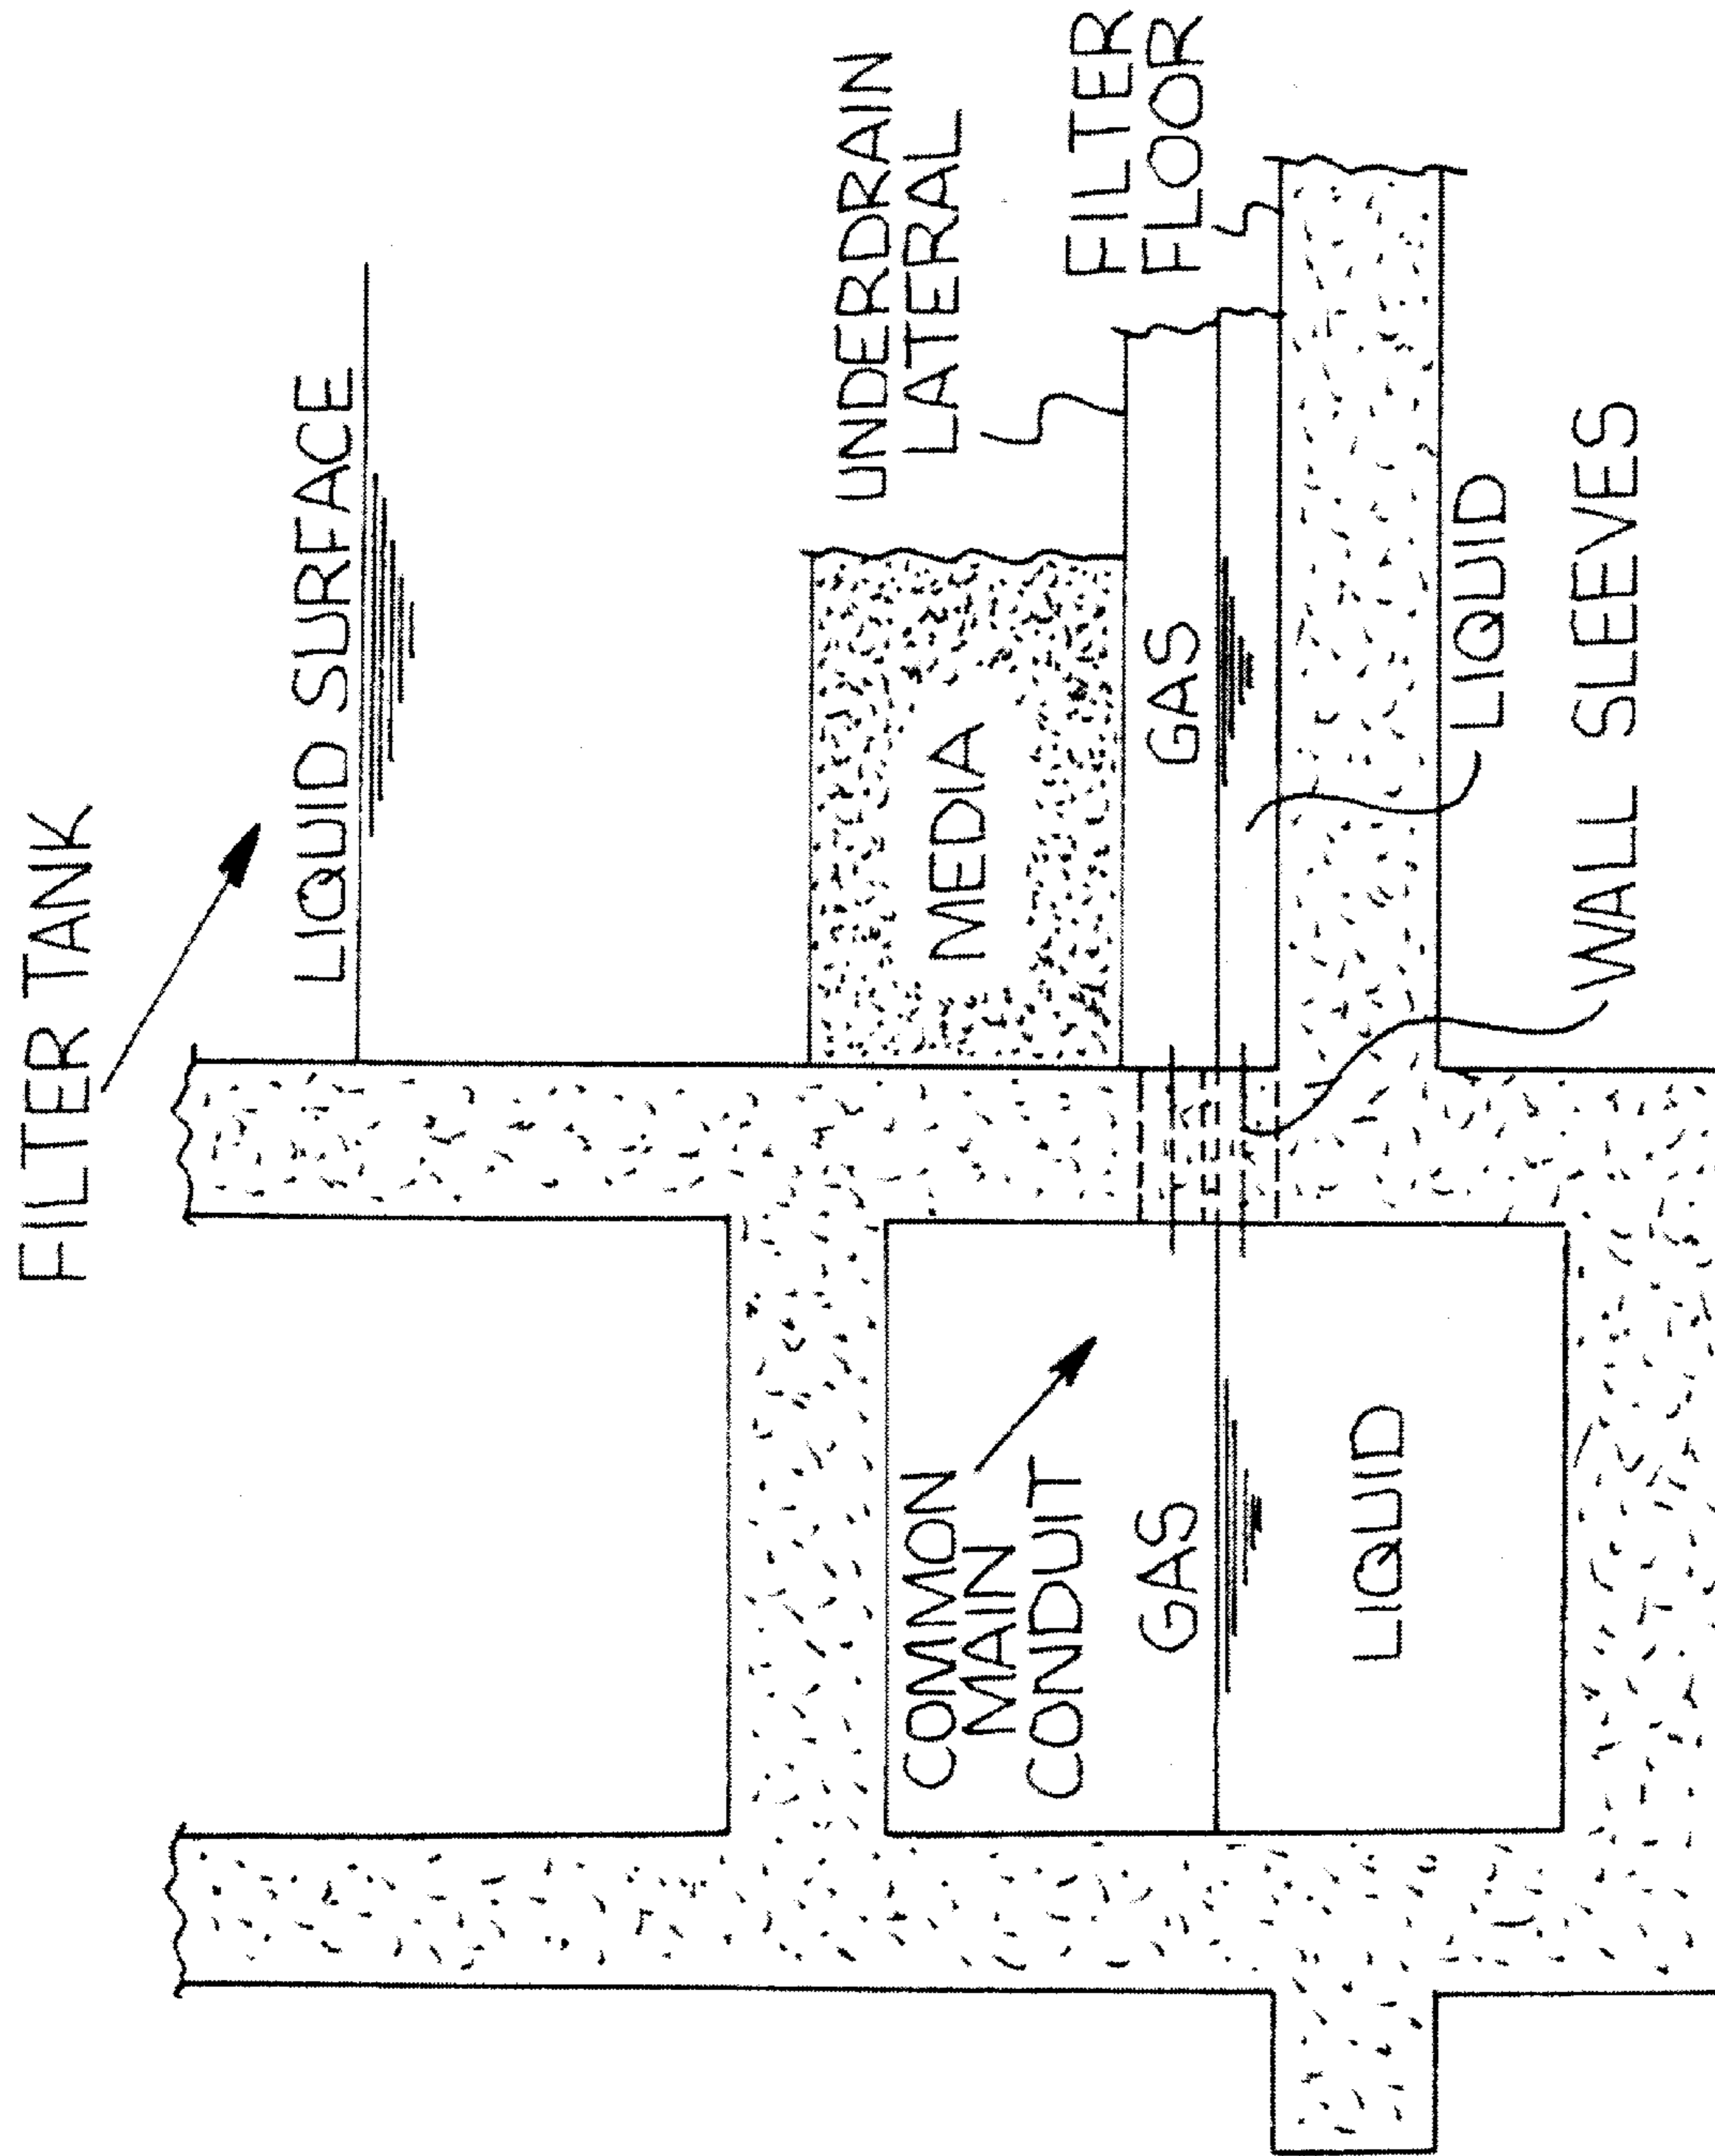 FILTER TANK
LIQUID SURFACE
UNDERDRAIN
LATERAL
FILTER
FLOOR
MEDIA
COMMON
MAIN
CONDUIT
GAS
GAS
LIQUID
LIQUID
WALL SLEEVES